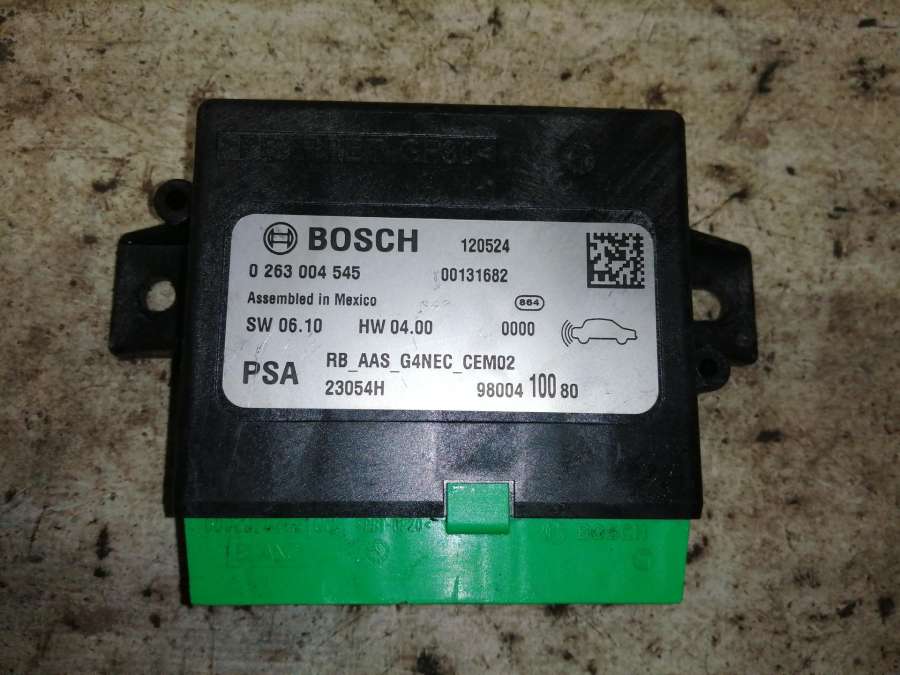 BOSCH 120524
0 263 004 545 00131682
Assembled in Mexico 864
SW 06.10 HW 04.00 0000
PSA RB_AAS_G4NEC_CEM02
23054H 98004 100 80
BOSCH